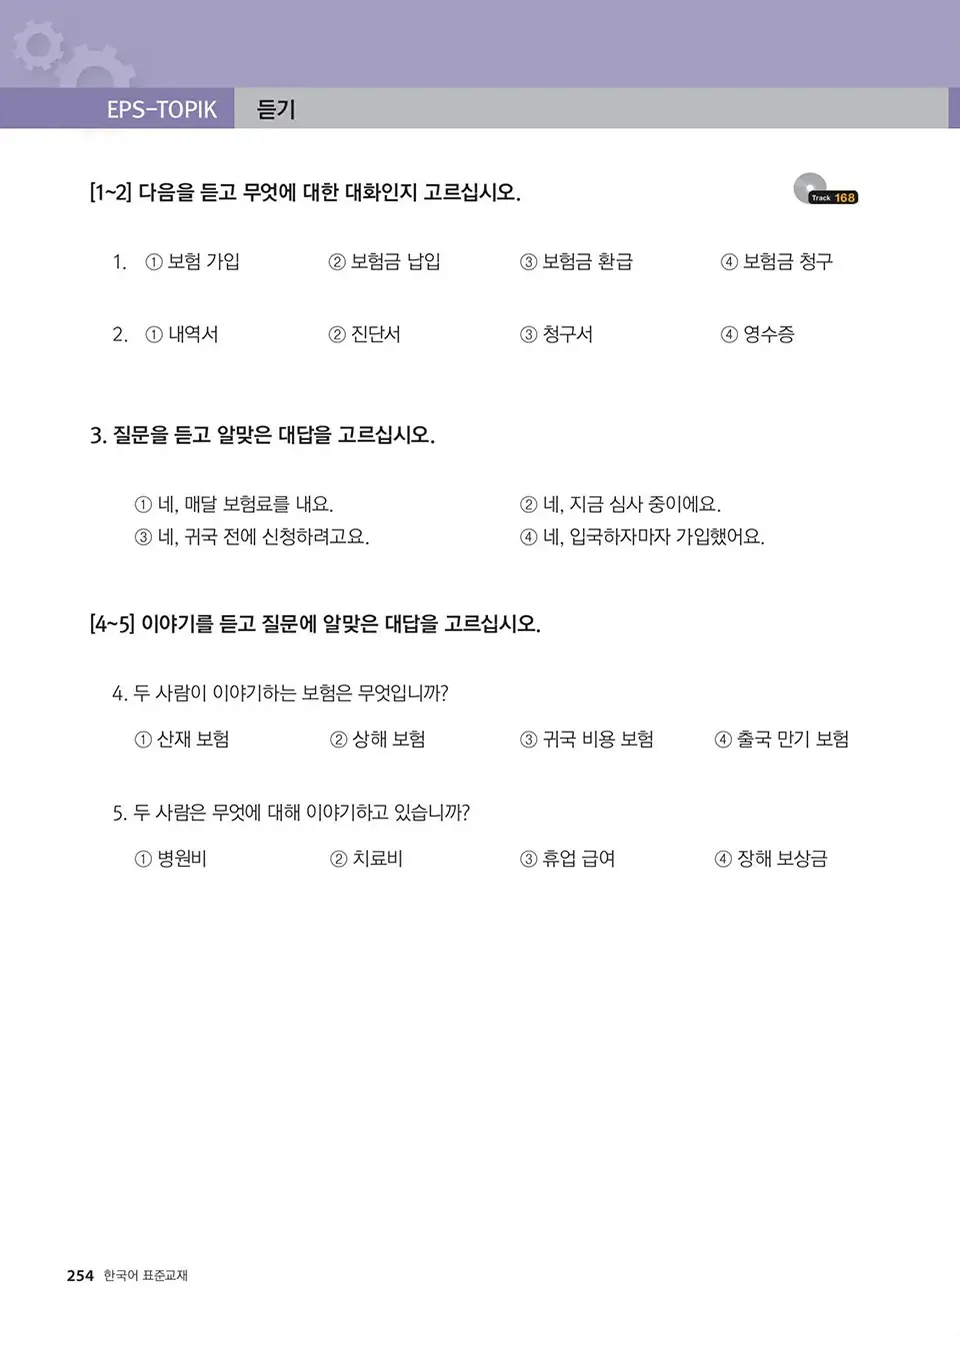 EPS-TOPIK 듣기
[1~2] 다음을 듣고 무엇에 대한 대화인지 고르십시오.
Track 168
1. ① 보험 가입 ② 보험금 납입 ③ 보험금 환급 ④ 보험금 청구
2. ① 내역서 ② 진단서 ③ 청구서 ④ 영수증
3. 질문을 듣고 알맞은 대답을 고르십시오.
① 네, 매달 보험료를 내요. ② 네, 지금 심사 중이에요.
③ 네, 귀국 전에 신청하려고요. ④ 네, 입국하자마자 가입했어요.
[4~5] 이야기를 듣고 질문에 알맞은 대답을 고르십시오.
4. 두 사람이 이야기하는 보험은 무엇입니까?
① 산재 보험 ② 상해 보험 ③ 귀국 비용 보험 ④ 출국 만기 보험
5. 두 사람은 무엇에 대해 이야기하고 있습니까?
① 병원비 ② 치료비 ③ 휴업 급여 ④ 장해 보상금
254 한국어 표준교재